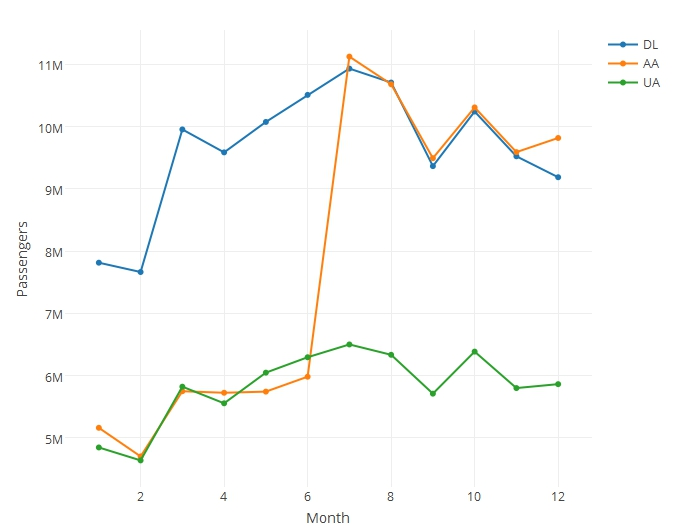 DL
AA
UA
11M
10M
9M
8M
7M
6M
5M
Passengers
2 4 6 8 10 12
Month